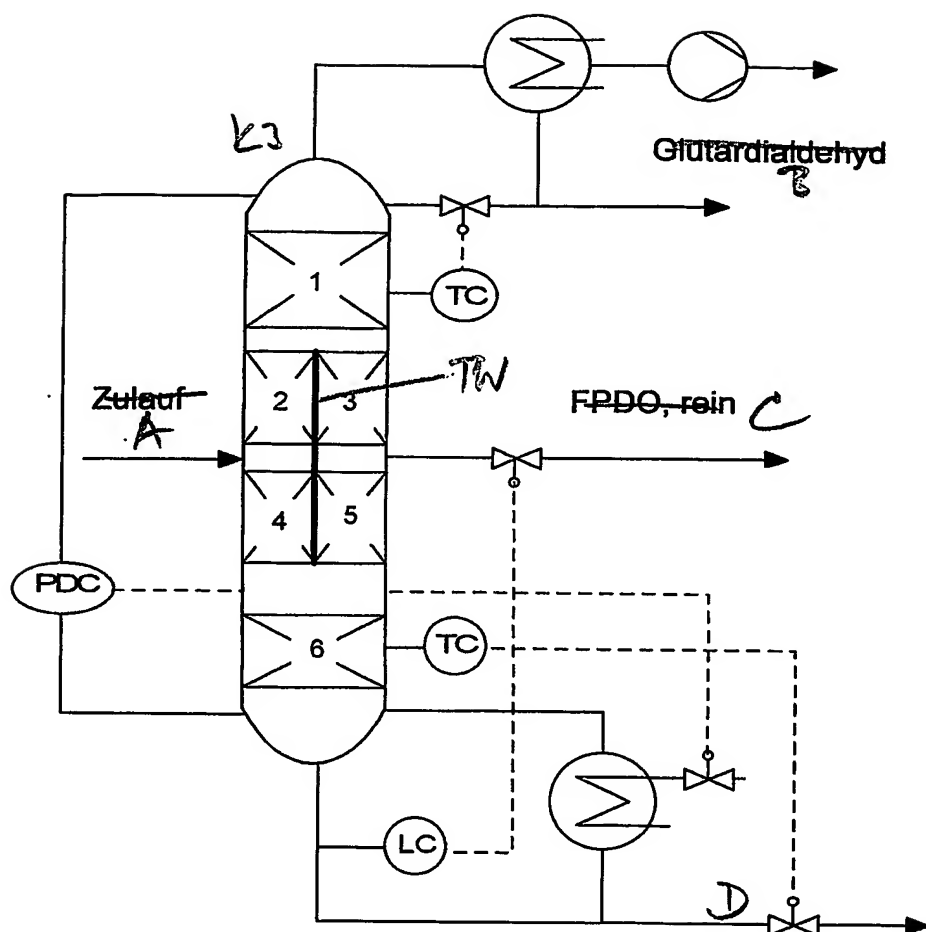 K3
Glutardialdehyd
B
1
TC
TW
2
3
Zulauf
A
FPDO, rein C
4
5
PDC
6
TC
LC
D